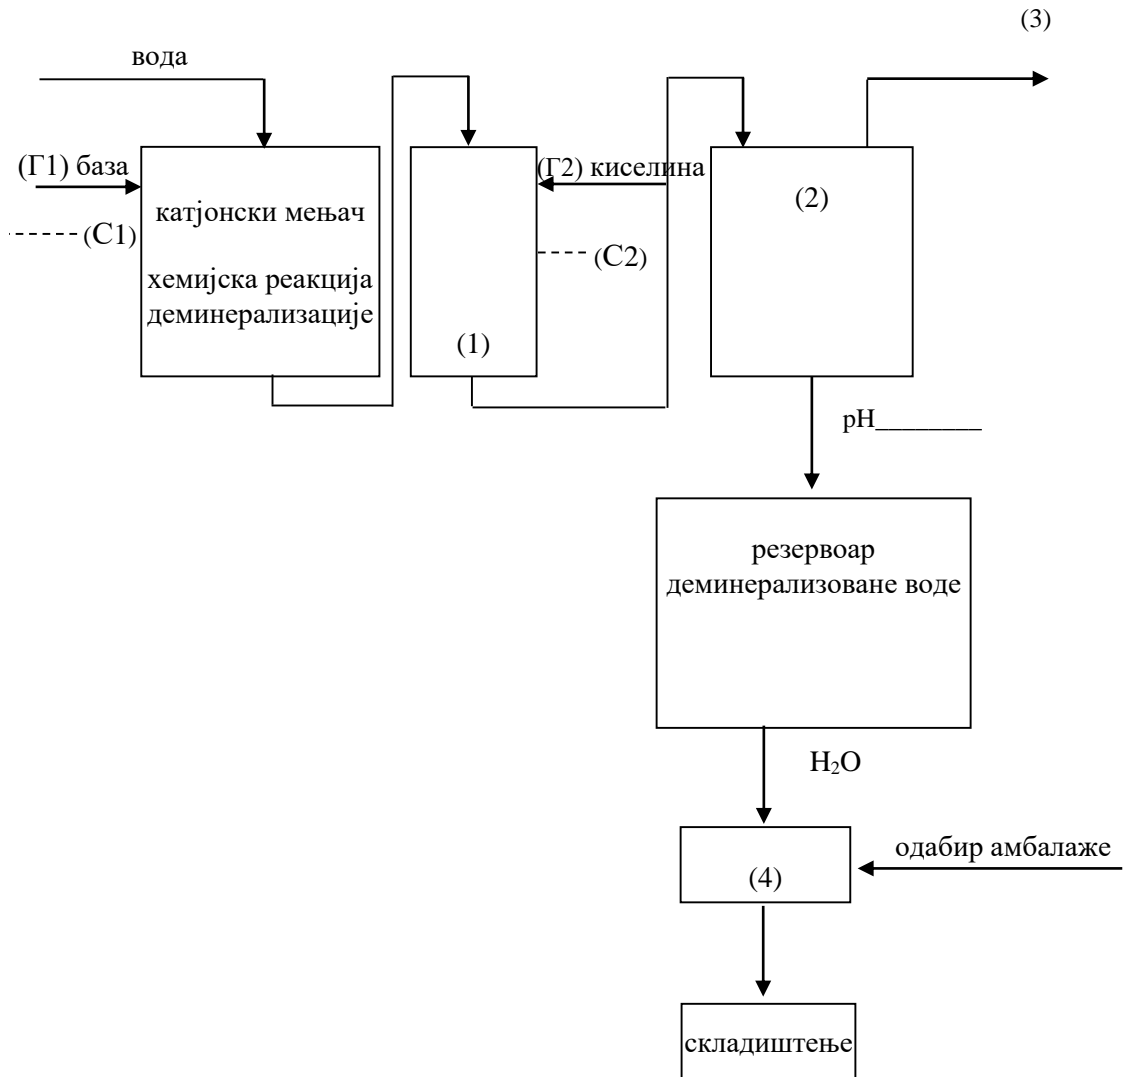 (3)
вода
(Г1) база
(Г2) киселина
(2)
катјонски мењач
(С1)
(С2)
хемијска реакција
деминерализације
(1)
pH________
резервоар
деминерализоване воде
H₂O
одабир амбалаже
(4)
складиштење